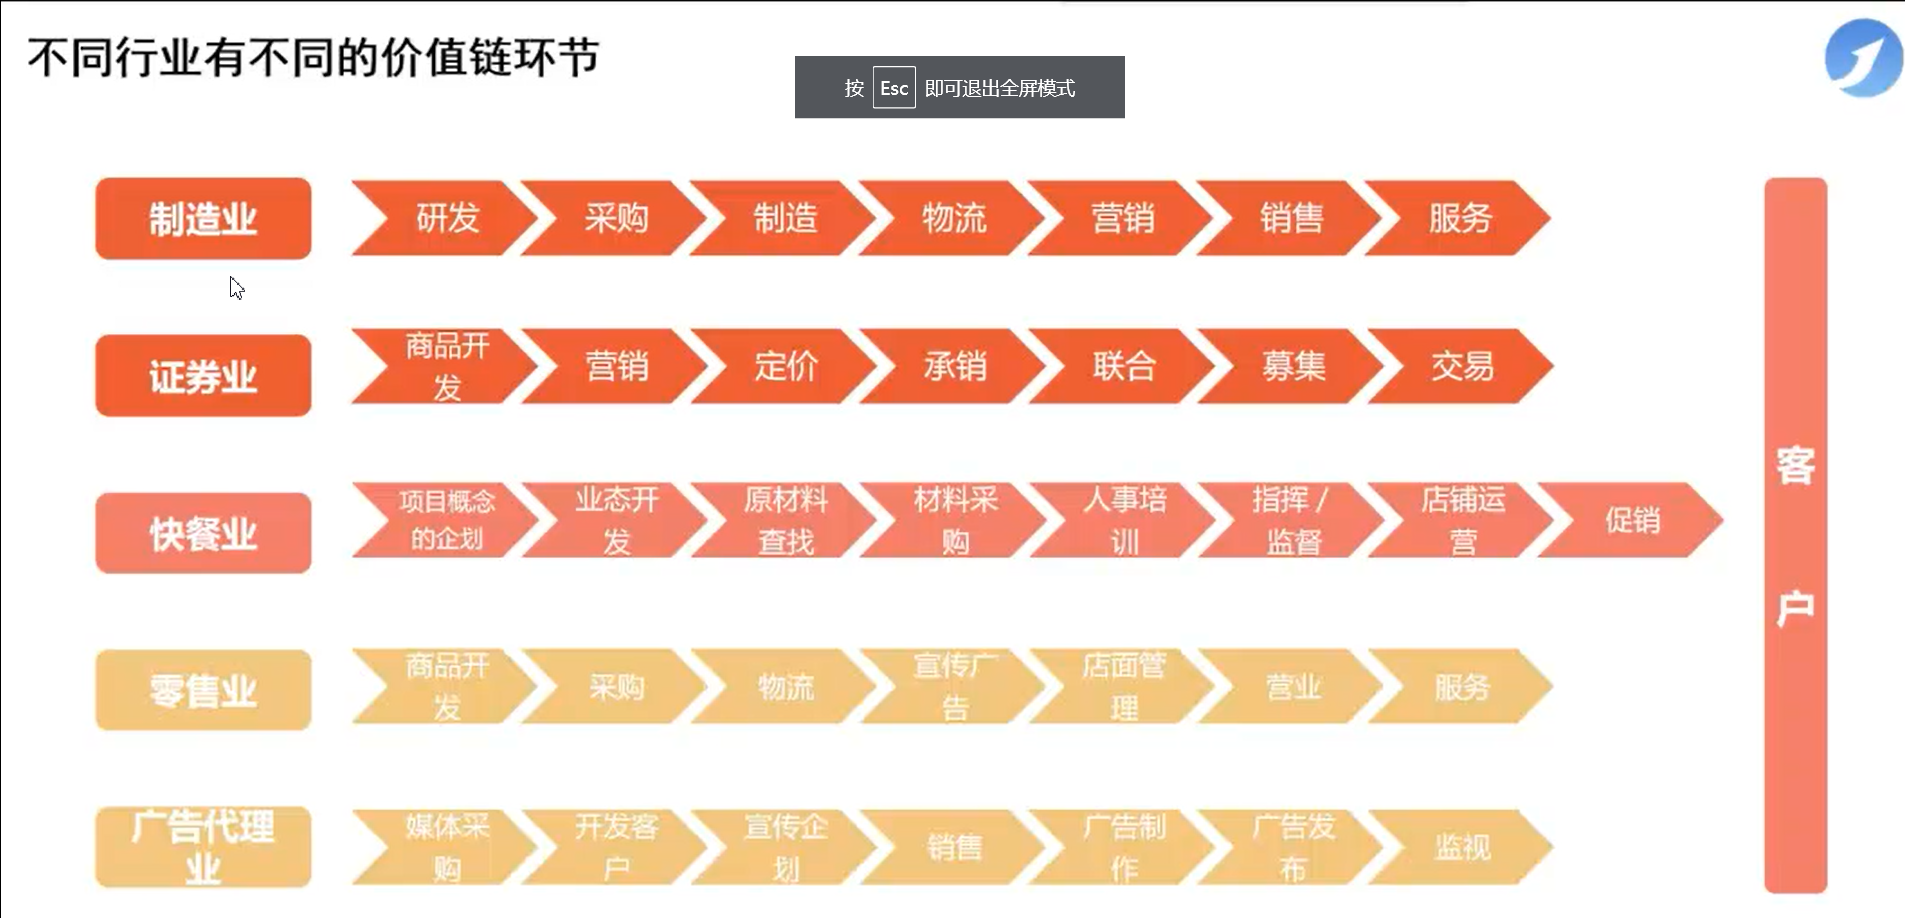 不同行业有不同的价值链环节
按 Esc 即可退出全屏模式
制造业
研发
采购
制造
物流
营销
销售
服务
证券业
商品开
发
营销
定价
承销
联合
募集
交易
快餐业
项目概念
的企划
业态开
发
原材料
查找
材料采
购
人事培
训
指挥 /
监督
店铺运
营
促销
零售业
商品开
发
采购
物流
宣传广
告
店面管
理
营业
服务
广告代理
业
媒体采
购
开发客
户
宣传企
划
销售
广告制
作
广告发
布
监视
客
户